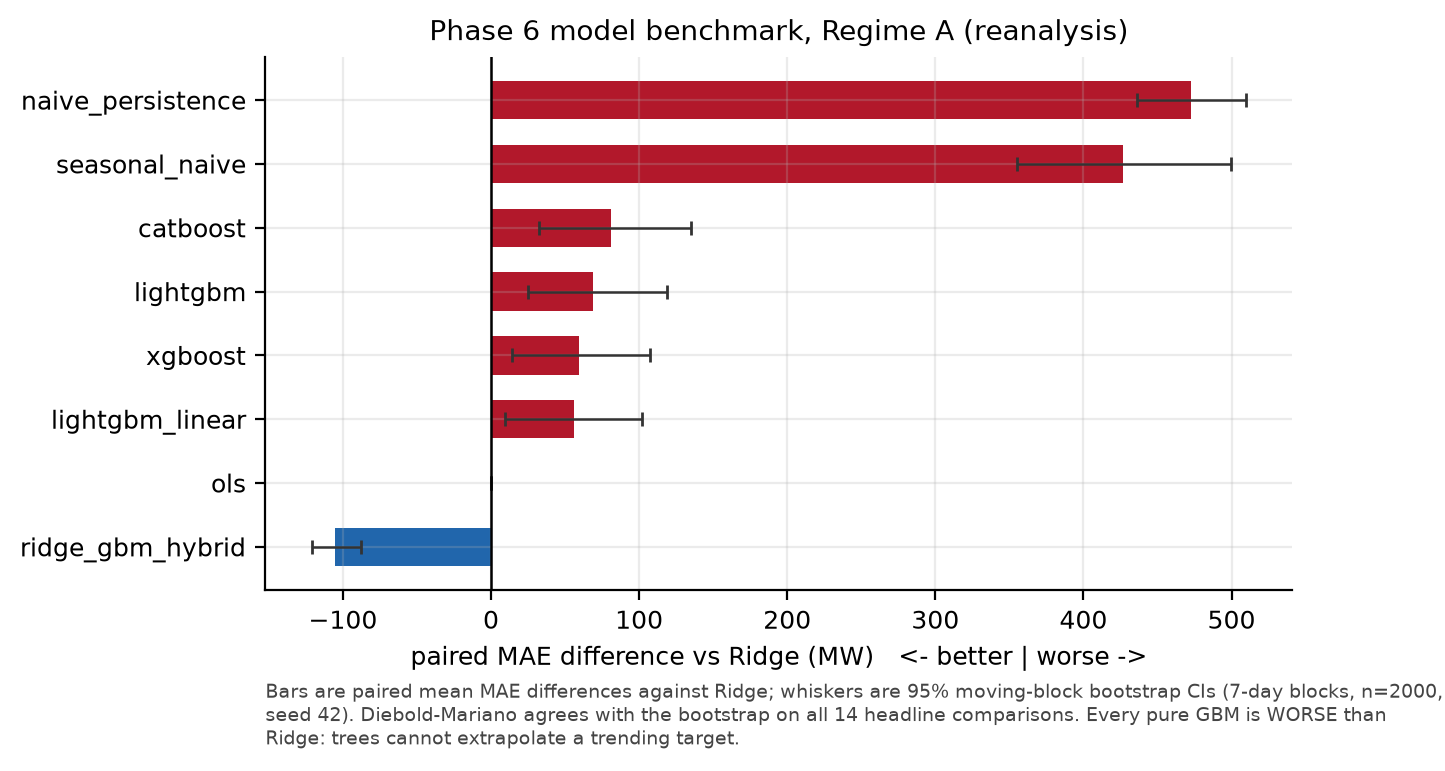 Phase 6 model benchmark, Regime A (reanalysis)
naive_persistence
seasonal_naive
catboost
lightgbm
xgboost
lightgbm_linear
ols
ridge_gbm_hybrid
−100 0 100 200 300 400 500
paired MAE difference vs Ridge (MW) <- better | worse ->
Bars are paired mean MAE differences against Ridge; whiskers are 95% moving-block bootstrap CIs (7-day blocks, n=2000,
seed 42). Diebold-Mariano agrees with the bootstrap on all 14 headline comparisons. Every pure GBM is WORSE than
Ridge: trees cannot extrapolate a trending target.